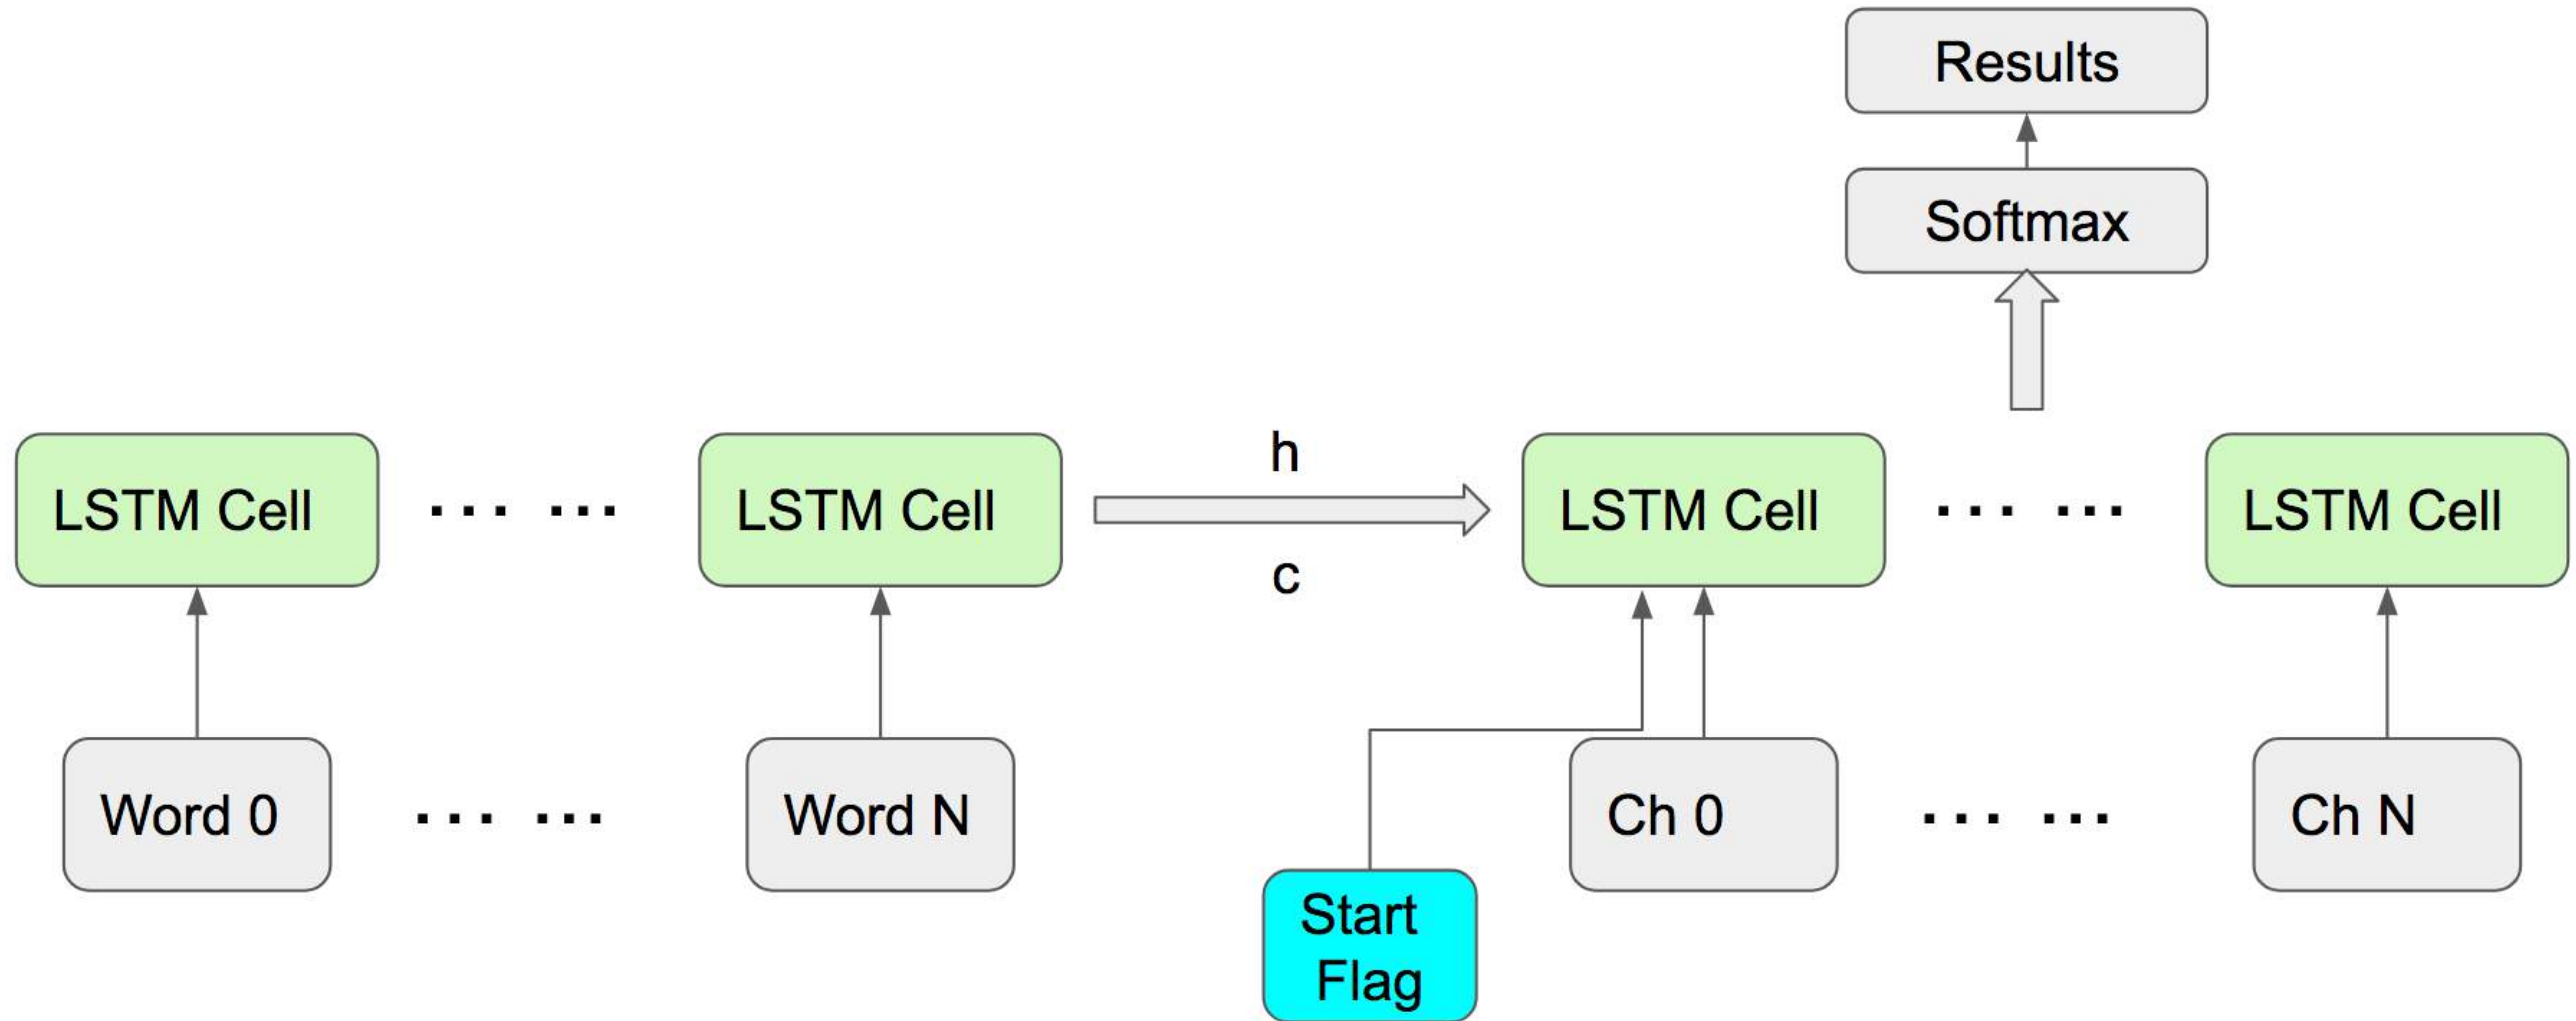 Results
Softmax
h
LSTM Cell
... ...
LSTM Cell
LSTM Cell
... ...
LSTM Cell
c
Word 0
... ...
Word N
Ch 0
... ...
Ch N
Start
Flag